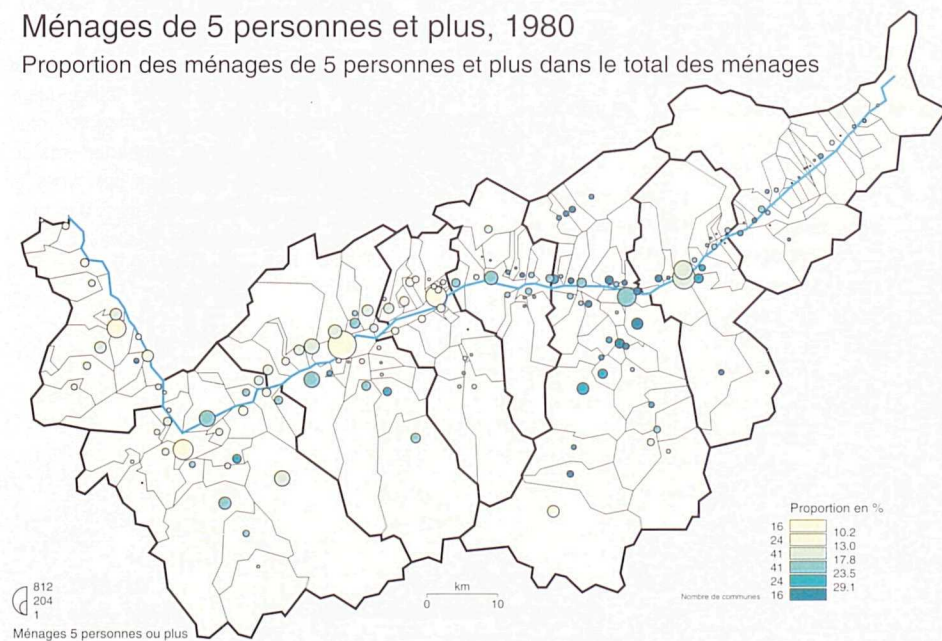 Ménages de 5 personnes et plus, 1980
Proportion des ménages de 5 personnes et plus dans le total des ménages
Proportion en %
16
10.2
24
13.0
41
17.8
41
23.5
24
29.1
16
Nombre de communes
km
0 10
812
204
1
Ménages 5 personnes ou plus